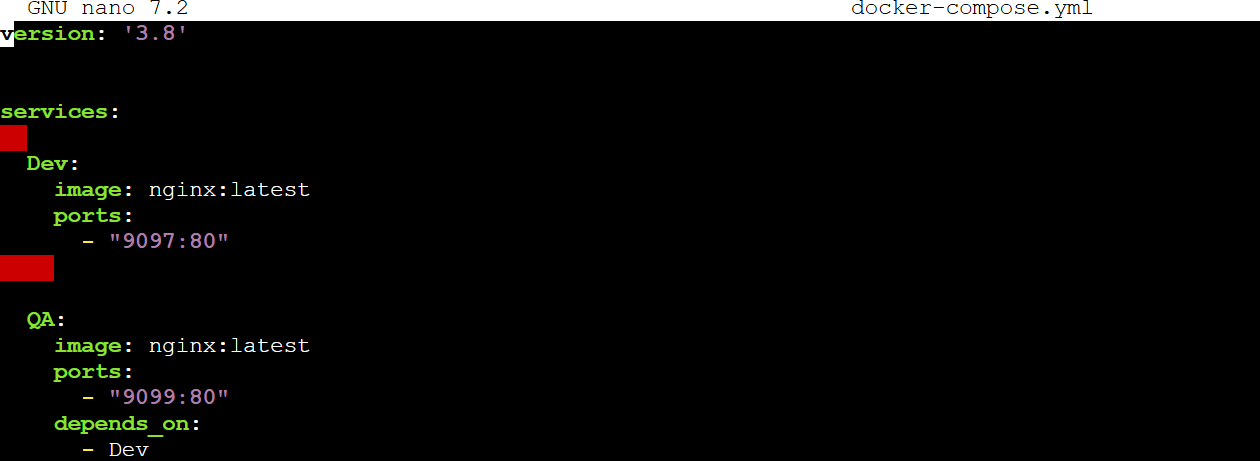 GNU nano 7.2 docker-compose.yml
version: '3.8'
services:
  Dev:
    image: nginx:latest
    ports:
      - "9097:80"
  QA:
    image: nginx:latest
    ports:
      - "9099:80"
    depends_on:
      - Dev